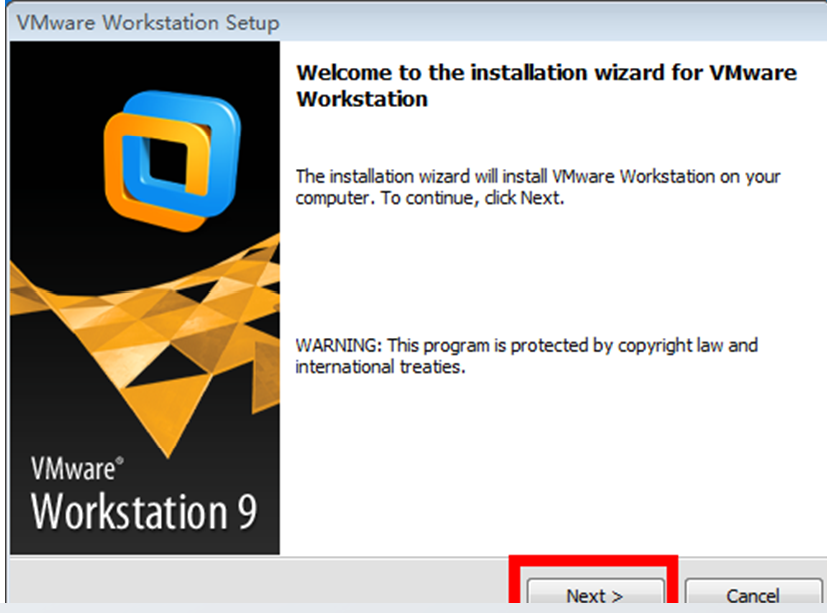 VMware Workstation Setup
Welcome to the installation wizard for VMware
Workstation
The installation wizard will install VMware Workstation on your
computer. To continue, click Next.
WARNING: This program is protected by copyright law and
international treaties.
VMware®
Workstation 9
Next >
Cancel